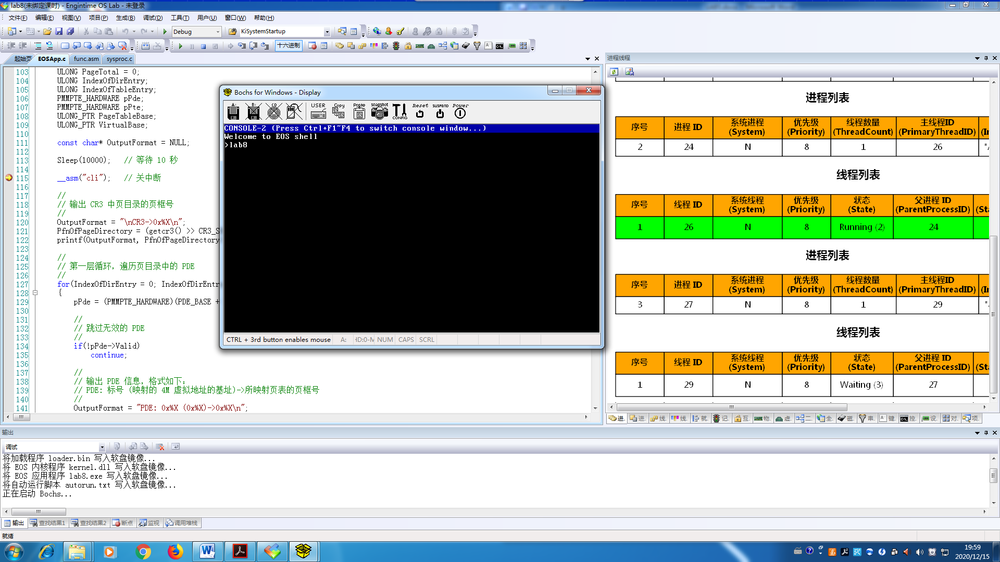 lab8(未绑定课时) - Engintime OS Lab - 未登录
文件(F) 编辑(E) 视图(V) 项目(P) 生成(B) 调试(D) 工具(T) 用户(U) 窗口(W) 帮助(H)
Debug KiSystemStartup
十六进制
起始页 EOSApp.c func.asm sysproc.c
103 ULONG PageTotal = 0;
104 ULONG IndexOfDirEntry;
105 ULONG IndexOfTableEntry;
106 PMMPTE_HARDWARE pPde;
107 PMMPTE_HARDWARE pPte;
108 ULONG_PTR PageTableBase;
109 ULONG_PTR VirtualBase;
110
111 const char* OutputFormat = NULL;
112
113 Sleep(10000); // 等待 10 秒
114
115 __asm("cli"); // 关中断
116
117 //
118 // 输出 CR3 中页目录的页框号
119 //
120 OutputFormat = "\nCR3->0x%X\n";
121 PfnOfPageDirectory = (getcr3() >> CR3_S
122 printf(OutputFormat, PfnOfPageDirectory
123
124 //
125 // 第一层循环，遍历页目录中的 PDE
126 //
127 for(IndexOfDirEntry = 0; IndexOfDirEntr
128 {
129 pPde = (PMMPTE_HARDWARE)(PDE_BASE +
130
131 //
132 // 跳过无效的 PDE
133 //
134 if(!pPde->Valid)
135 continue;
136
137 //
138 // 输出 PDE 信息，格式如下：
139 // PDE: 标号 (映射的 4M 虚拟地址的基址)->所映射页表的页框号
140 //
141 OutputFormat = "PDE: 0x%X (0x%X)->0x%X\n";
Bochs for Windows - Display
A: B: CD USER Copy Paste snapshot CONFIG Reset SUSPEND Power
CONSOLE-2 (Press Ctrl+F1~F4 to switch console window...)
Welcome to EOS shell
>lab8
CTRL + 3rd button enables mouse A: HD:0-M NUM CAPS SCRL
进程线程
进程列表
序号 进程 ID 系统进程 (System) 优先级 (Priority) 线程数量 (ThreadCount) 主线程ID (PrimaryThreadID)
2 24 N 8 1 26
线程列表
序号 线程 ID 系统线程 (System) 优先级 (Priority) 状态 (State) 父进程 ID (ParentProcessID) (Sta
1 26 N 8 Running (2) 24
进程列表
序号 进程 ID 系统进程 (System) 优先级 (Priority) 线程数量 (ThreadCount) 主线程ID (PrimaryThreadID)
3 27 N 8 1 29
线程列表
序号 线程 ID 系统线程 (System) 优先级 (Priority) 状态 (State) 父进程 ID (ParentProcessID) (Sta
1 29 N 8 Waiting (3) 27
进. 进. 线. 线. 就. 记. 互. 物. 虚. 二. 全. 磁. 串. 键. 控. 设. 对. 项.
输出
调试
将加载程序 loader.bin 写入软盘镜像...
将 EOS 内核程序 kernel.dll 写入软盘镜像...
将 EOS 应用程序 lab8.exe 写入软盘镜像...
将自动运行脚本 autorun.txt 写入软盘镜像...
正在启动 Bochs...
输出 查找结果1 查找结果2 断点 监视 调用堆栈
就绪
19:59
2020/12/15